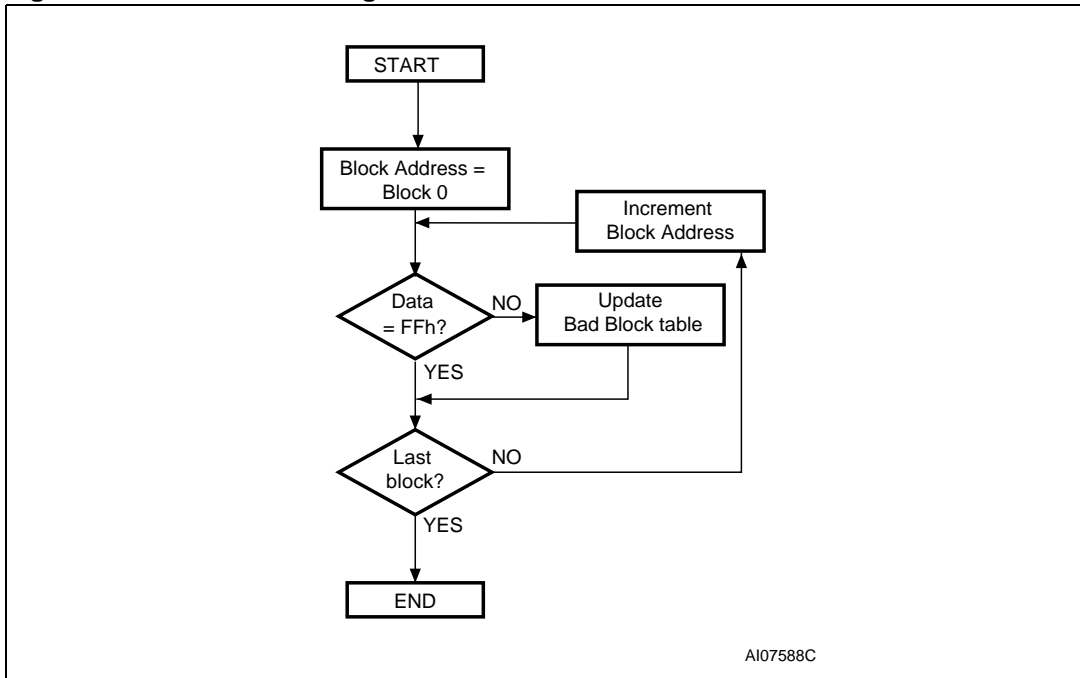 START
Block Address =
Block 0
Increment
Block Address
Data
= FFh?
NO
Update
Bad Block table
YES
Last
block?
NO
YES
END
AI07588C